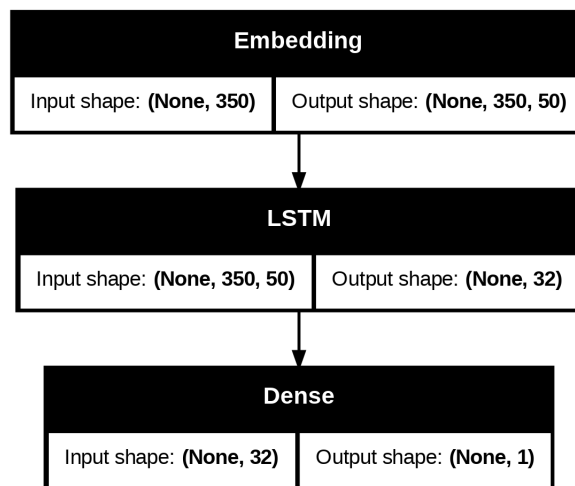 Embedding
Input shape: (None, 350) Output shape: (None, 350, 50)
LSTM
Input shape: (None, 350, 50) Output shape: (None, 32)
Dense
Input shape: (None, 32) Output shape: (None, 1)